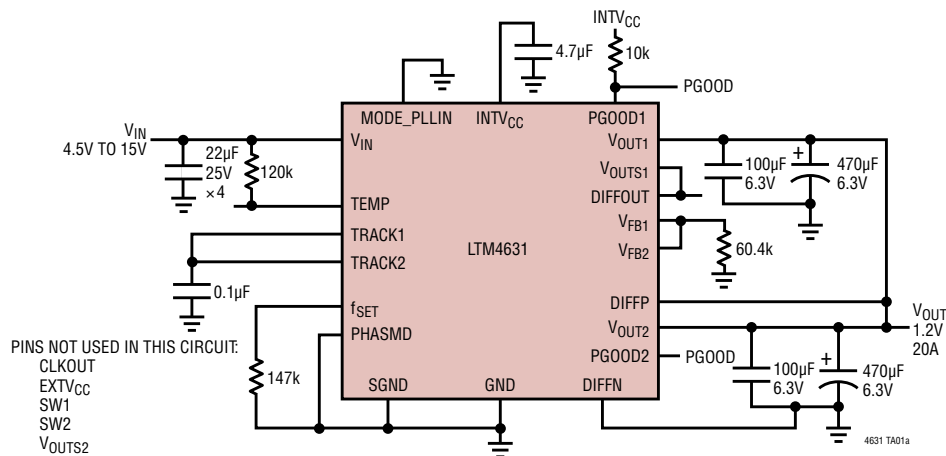 INTVCC
4.7µF
10k
PGOOD
MODE_PLLIN
INTVCC
PGOOD1
VIN
4.5V TO 15V
VIN
VOUT1
22µF
25V
×4
120k
VOUTS1
100µF
6.3V
+
470µF
6.3V
DIFFOUT
TEMP
TRACK1
VFB1
LTM4631
60.4k
TRACK2
VFB2
0.1µF
fSET
DIFFP
VOUT
1.2V
20A
PHASMD
VOUT2
PGOOD2
PGOOD
PINS NOT USED IN THIS CIRCUIT:
CLKOUT
EXTVCC
SW1
SW2
VOUTS2
147k
SGND
GND
DIFFN
100µF
6.3V
+
470µF
6.3V
4631 TA01a